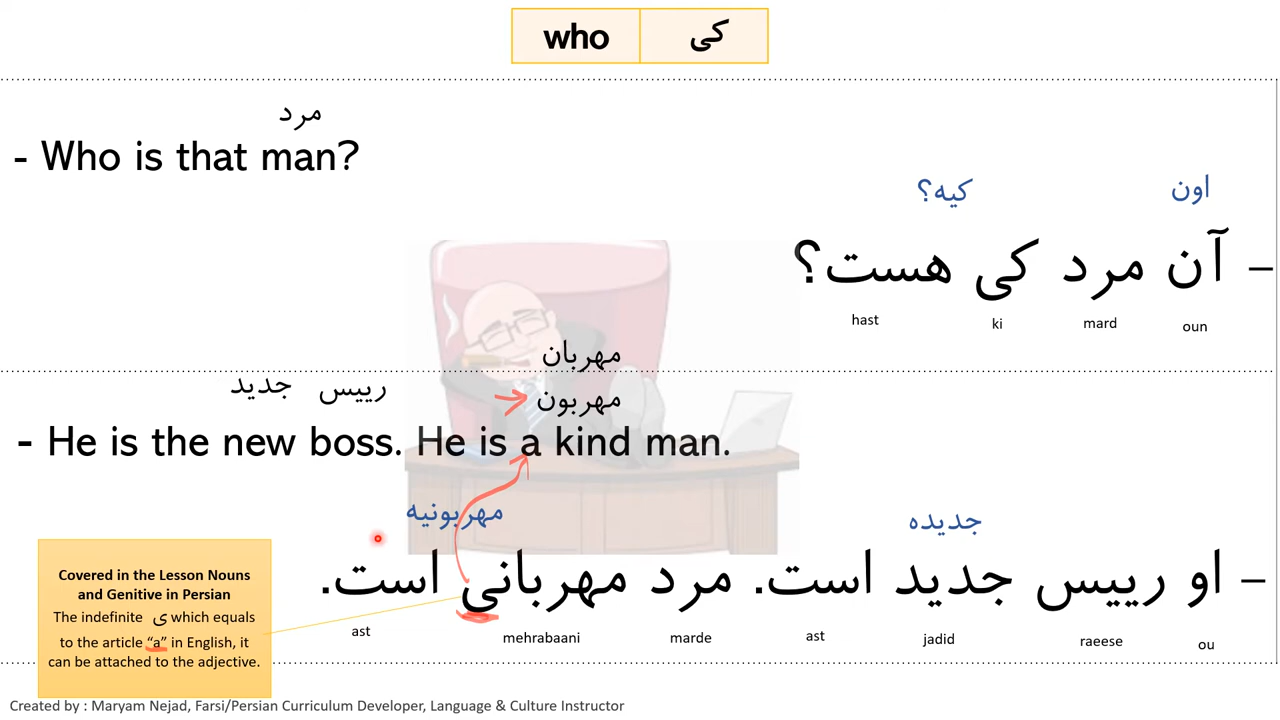 who کی
مرد
- Who is that man?
کیه؟ اون
– آن مرد کی هست؟
hast ki mard oun
مهربان
رییس جدید
مهربون
- He is the new boss. He is a kind man.
مهربونیه جدیده
– او رییس جدید است. مرد مهربانی است.
ast mehrabaani marde ast jadid raeese ou
Covered in the Lesson Nouns
and Genitive in Persian
The indefinite ی which equals
to the article “a” in English, it
can be attached to the adjective.
Created by : Maryam Nejad, Farsi/Persian Curriculum Developer, Language & Culture Instructor